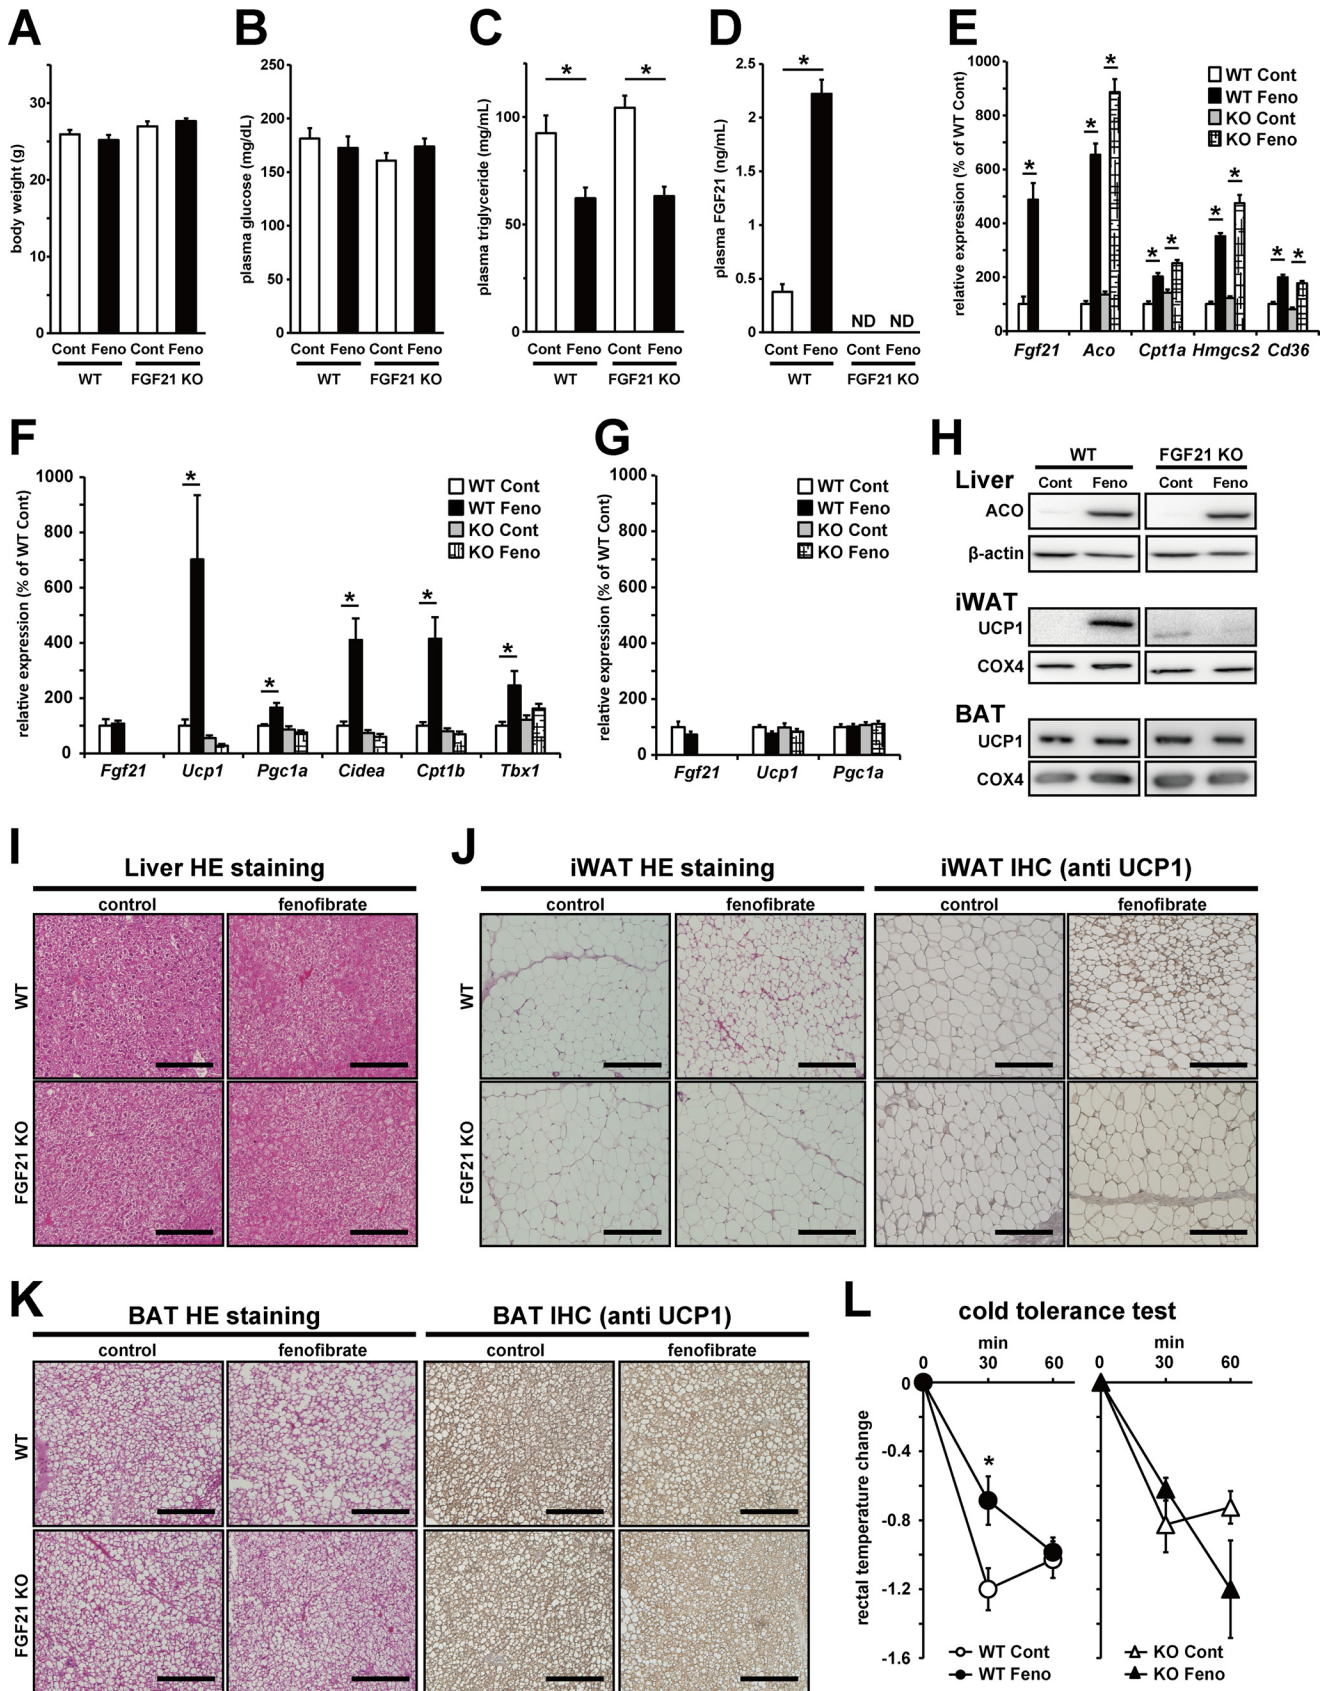 A
body weight (g)
30
20
10
0
Cont Feno Cont Feno
WT FGF21 KO
B
plasma glucose (mg/dL)
250
200
150
100
50
0
Cont Feno Cont Feno
WT FGF21 KO
C
plasma triglyceride (mg/mL)
100
50
0
* *
Cont Feno Cont Feno
WT FGF21 KO
D
plasma FGF21 (ng/mL)
2.5
2
1.5
1
0.5
0
*
ND ND
Cont Feno Cont Feno
WT FGF21 KO
E
relative expression (% of WT Cont)
1000
800
600
400
200
0
WT Cont
WT Feno
KO Cont
KO Feno
* * * * * * * * *
Fgf21 Aco Cpt1a Hmgcs2 Cd36
F
relative expression (% of WT Cont)
1000
800
600
400
200
0
WT Cont
WT Feno
KO Cont
KO Feno
* * * * *
Fgf21 Ucp1 Pgc1a Cidea Cpt1b Tbx1
G
relative expression (% of WT Cont)
1000
800
600
400
200
0
WT Cont
WT Feno
KO Cont
KO Feno
Fgf21 Ucp1 Pgc1a
H
WT FGF21 KO
Liver Cont Feno Cont Feno
ACO
β-actin
iWAT
UCP1
COX4
BAT
UCP1
COX4
I
Liver HE staining
control fenofibrate
WT
FGF21 KO
J
iWAT HE staining iWAT IHC (anti UCP1)
control fenofibrate control fenofibrate
WT
FGF21 KO
K
BAT HE staining BAT IHC (anti UCP1)
control fenofibrate control fenofibrate
WT
FGF21 KO
L
cold tolerance test
min min
0 30 60 0 30 60
rectal temperature change
0
-0.4
-0.8
-1.2
-1.6
*
WT Cont
WT Feno
KO Cont
KO Feno